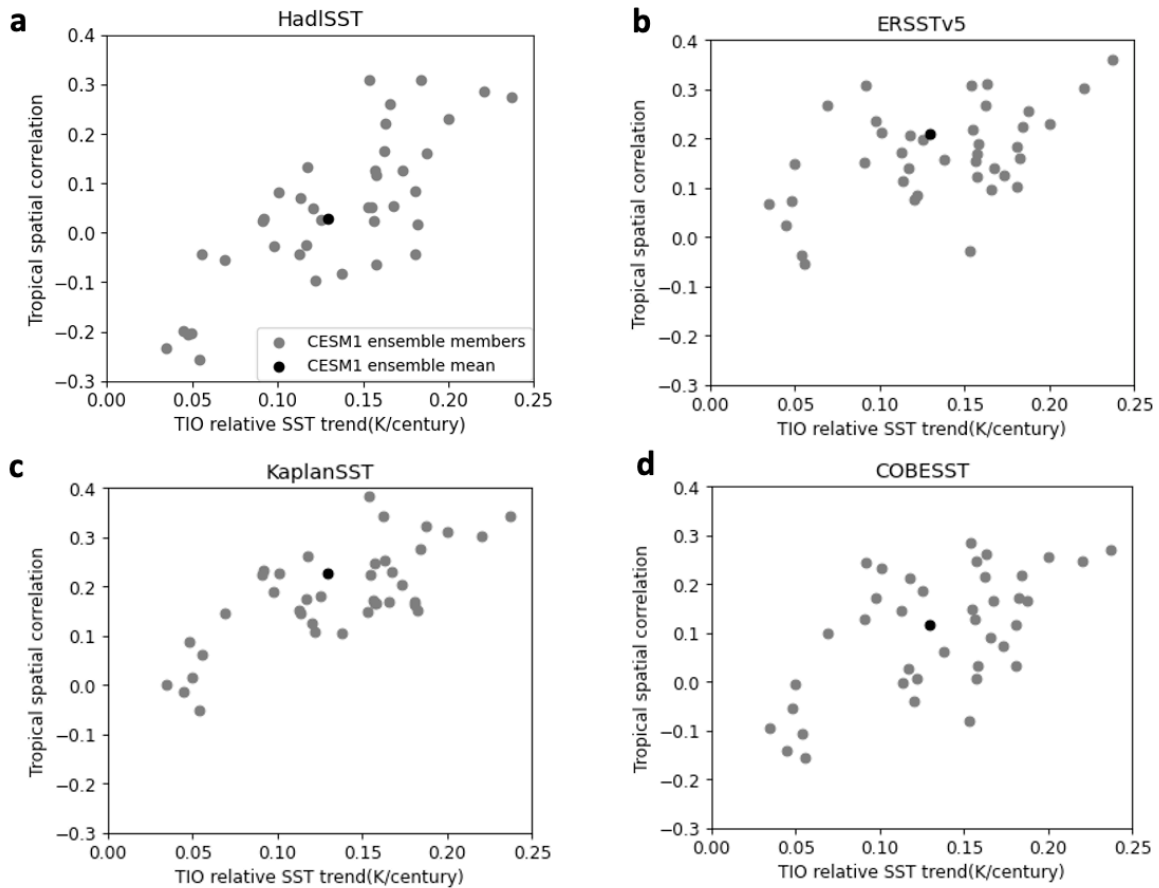 a
HadlSST
0.4
0.3
0.2
0.1
0.0
−0.1
−0.2
−0.3
Tropical spatial correlation
CESM1 ensemble members
CESM1 ensemble mean
0.00 0.05 0.10 0.15 0.20 0.25
TIO relative SST trend(K/century)
b
ERSSTv5
0.4
0.3
0.2
0.1
0.0
−0.1
−0.2
−0.3
Tropical spatial correlation
0.00 0.05 0.10 0.15 0.20 0.25
TIO relative SST trend(K/century)
c
KaplanSST
0.4
0.3
0.2
0.1
0.0
−0.1
−0.2
−0.3
Tropical spatial correlation
0.00 0.05 0.10 0.15 0.20 0.25
TIO relative SST trend(K/century)
d
COBESST
0.4
0.3
0.2
0.1
0.0
−0.1
−0.2
−0.3
Tropical spatial correlation
0.00 0.05 0.10 0.15 0.20 0.25
TIO relative SST trend(K/century)